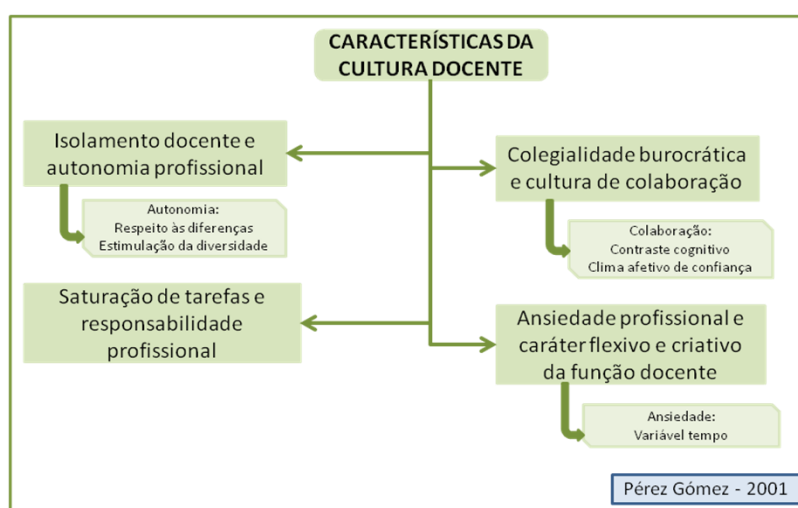 CARACTERÍSTICAS DA
CULTURA DOCENTE
Isolamento docente e
autonomia profissional
Autonomia:
Respeito às diferenças
Estimulação da diversidade
Colegialidade burocrática
e cultura de colaboração
Colaboração:
Contraste cognitivo
Clima afetivo de confiança
Saturação de tarefas e
responsabilidade
profissional
Ansiedade profissional e
caráter flexivo e criativo
da função docente
Ansiedade:
Variável tempo
Pérez Gómez - 2001